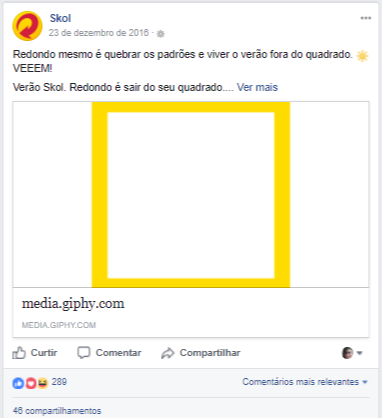 Skol
23 de dezembro de 2016 ·
Redondo mesmo é quebrar os padrões e viver o verão fora do quadrado.
VEEEM!
Verão Skol. Redondo é sair do seu quadrado.... Ver mais
media.giphy.com
MEDIA.GIPHY.COM
Curtir Comentar Compartilhar
289 Comentários mais relevantes
46 compartilhamentos